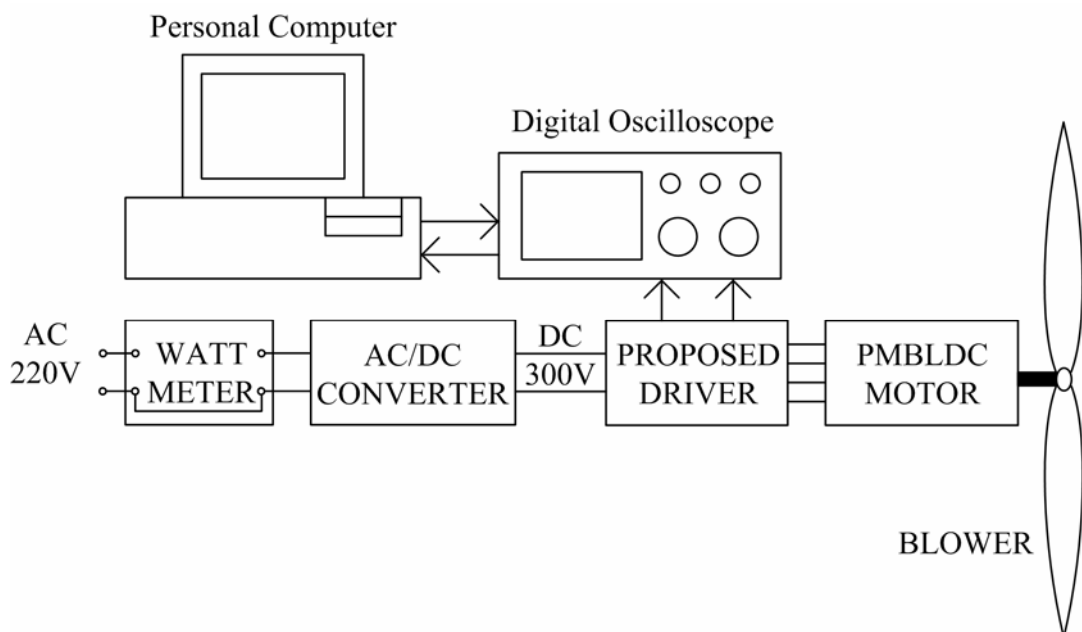 Personal Computer
Digital Oscilloscope
AC
220V
WATT
METER
AC/DC
CONVERTER
DC
300V
PROPOSED
DRIVER
PMBLDC
MOTOR
BLOWER